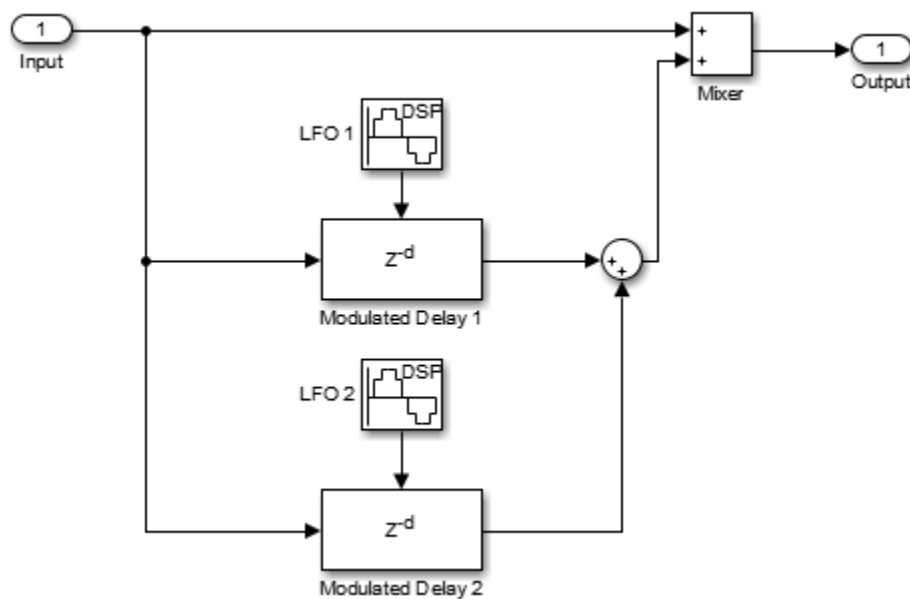 1
Input
+
+
Mixer
1
Output
DSP
LFO 1
Z-d
Modulated Delay 1
+
+
DSP
LFO 2
Z-d
Modulated Delay 2